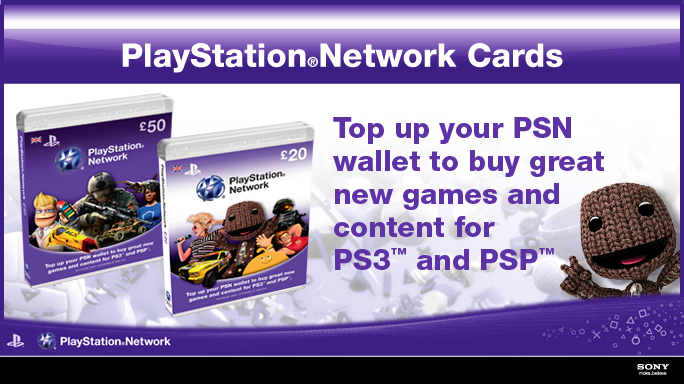 PlayStation®Network Cards
£50
PlayStation®
Network
Top up your PSN wallet to buy great new
games and content for PS3™ and PSP™
£20
PlayStation®
Network
Top up your PSN wallet to buy great new
games and content for PS3™ and PSP™
Top up your PSN
wallet to buy great
new games and
content for
PS3™ and PSP™
PlayStation®Network
SONY
make.believe